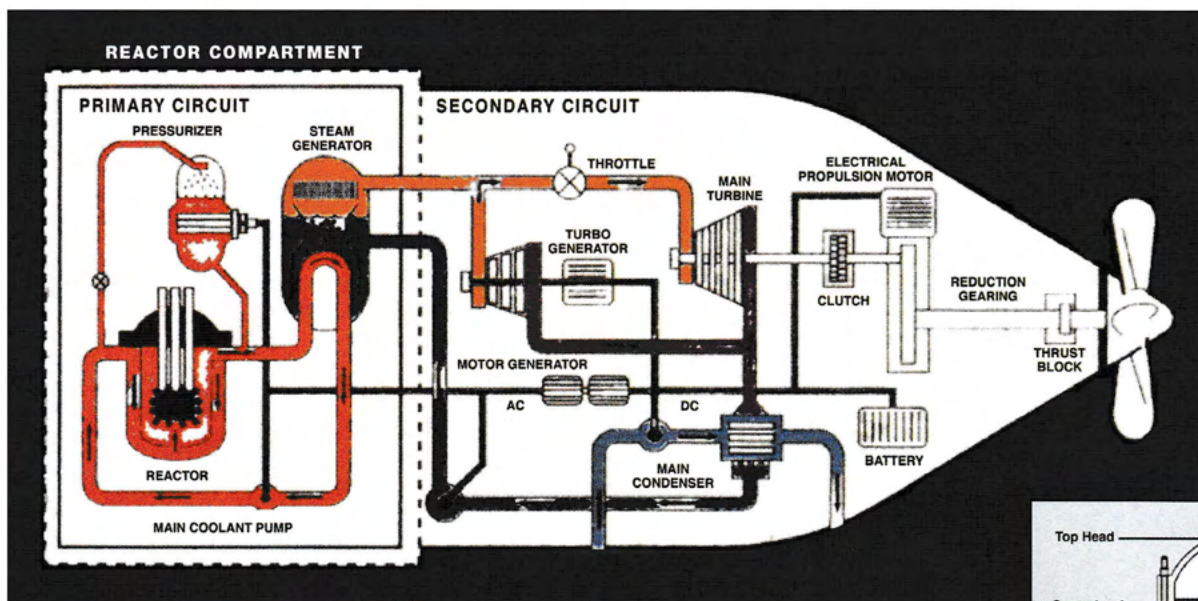 REACTOR COMPARTMENT
PRIMARY CIRCUIT
SECONDARY CIRCUIT
PRESSURIZER
STEAM
GENERATOR
THROTTLE
MAIN
TURBINE
ELECTRICAL
PROPULSION MOTOR
TURBO
GENERATOR
CLUTCH
REDUCTION
GEARING
THRUST
BLOCK
MOTOR GENERATOR
AC
DC
BATTERY
MAIN
CONDENSER
REACTOR
MAIN COOLANT PUMP
Top Head